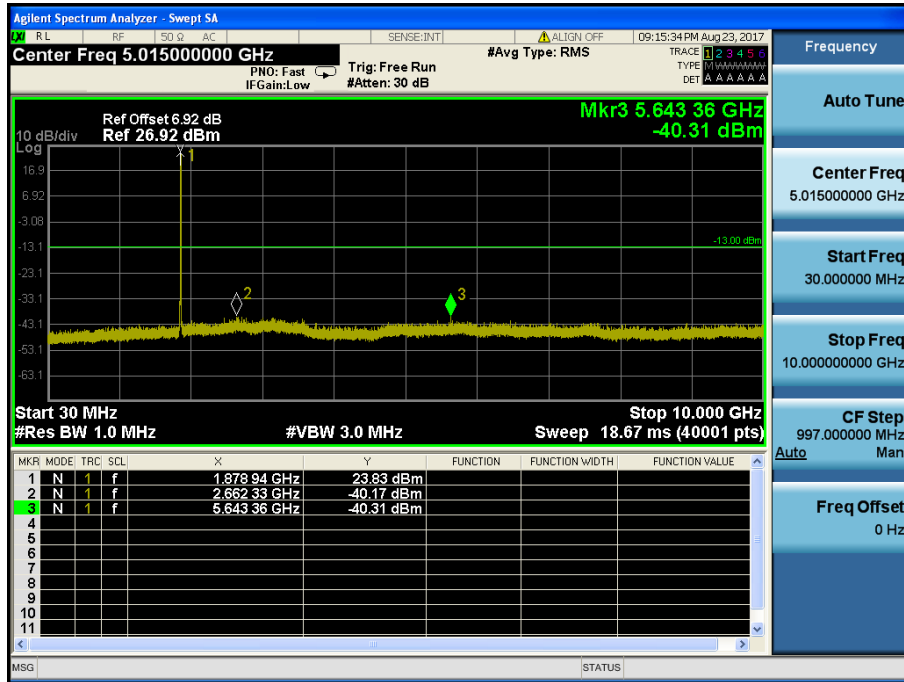 Agilent Spectrum Analyzer - Swept SA
LXI RL RF 50 Ω AC SENSE:INT ALIGN OFF 09:15:34 PM Aug 23, 2017
Center Freq 5.015000000 GHz
PNO: Fast
IFGain:Low
Trig: Free Run
#Atten: 30 dB
#Avg Type: RMS
TRACE 1 2 3 4 5 6
TYPE M W W W W W
DET A A A A A A
Ref Offset 6.92 dB
10 dB/div Ref 26.92 dBm
Log
Mkr3 5.643 36 GHz
-40.31 dBm
16.9
6.92
-3.08
-13.1
-23.1
-33.1
-43.1
-53.1
-63.1
1
2
3
-13.00 dBm
Start 30 MHz Stop 10.000 GHz
#Res BW 1.0 MHz #VBW 3.0 MHz Sweep 18.67 ms (40001 pts)
MKR MODE TRC SCL X Y FUNCTION FUNCTION WIDTH FUNCTION VALUE
1 N 1 f 1.878 94 GHz 23.83 dBm
2 N 1 f 2.662 33 GHz -40.17 dBm
3 N 1 f 5.643 36 GHz -40.31 dBm
4
5
6
7
8
9
10
11
MSG STATUS
Frequency
Auto Tune
Center Freq
5.015000000 GHz
Start Freq
30.000000 MHz
Stop Freq
10.000000000 GHz
CF Step
997.000000 MHz
Auto Man
Freq Offset
0 Hz